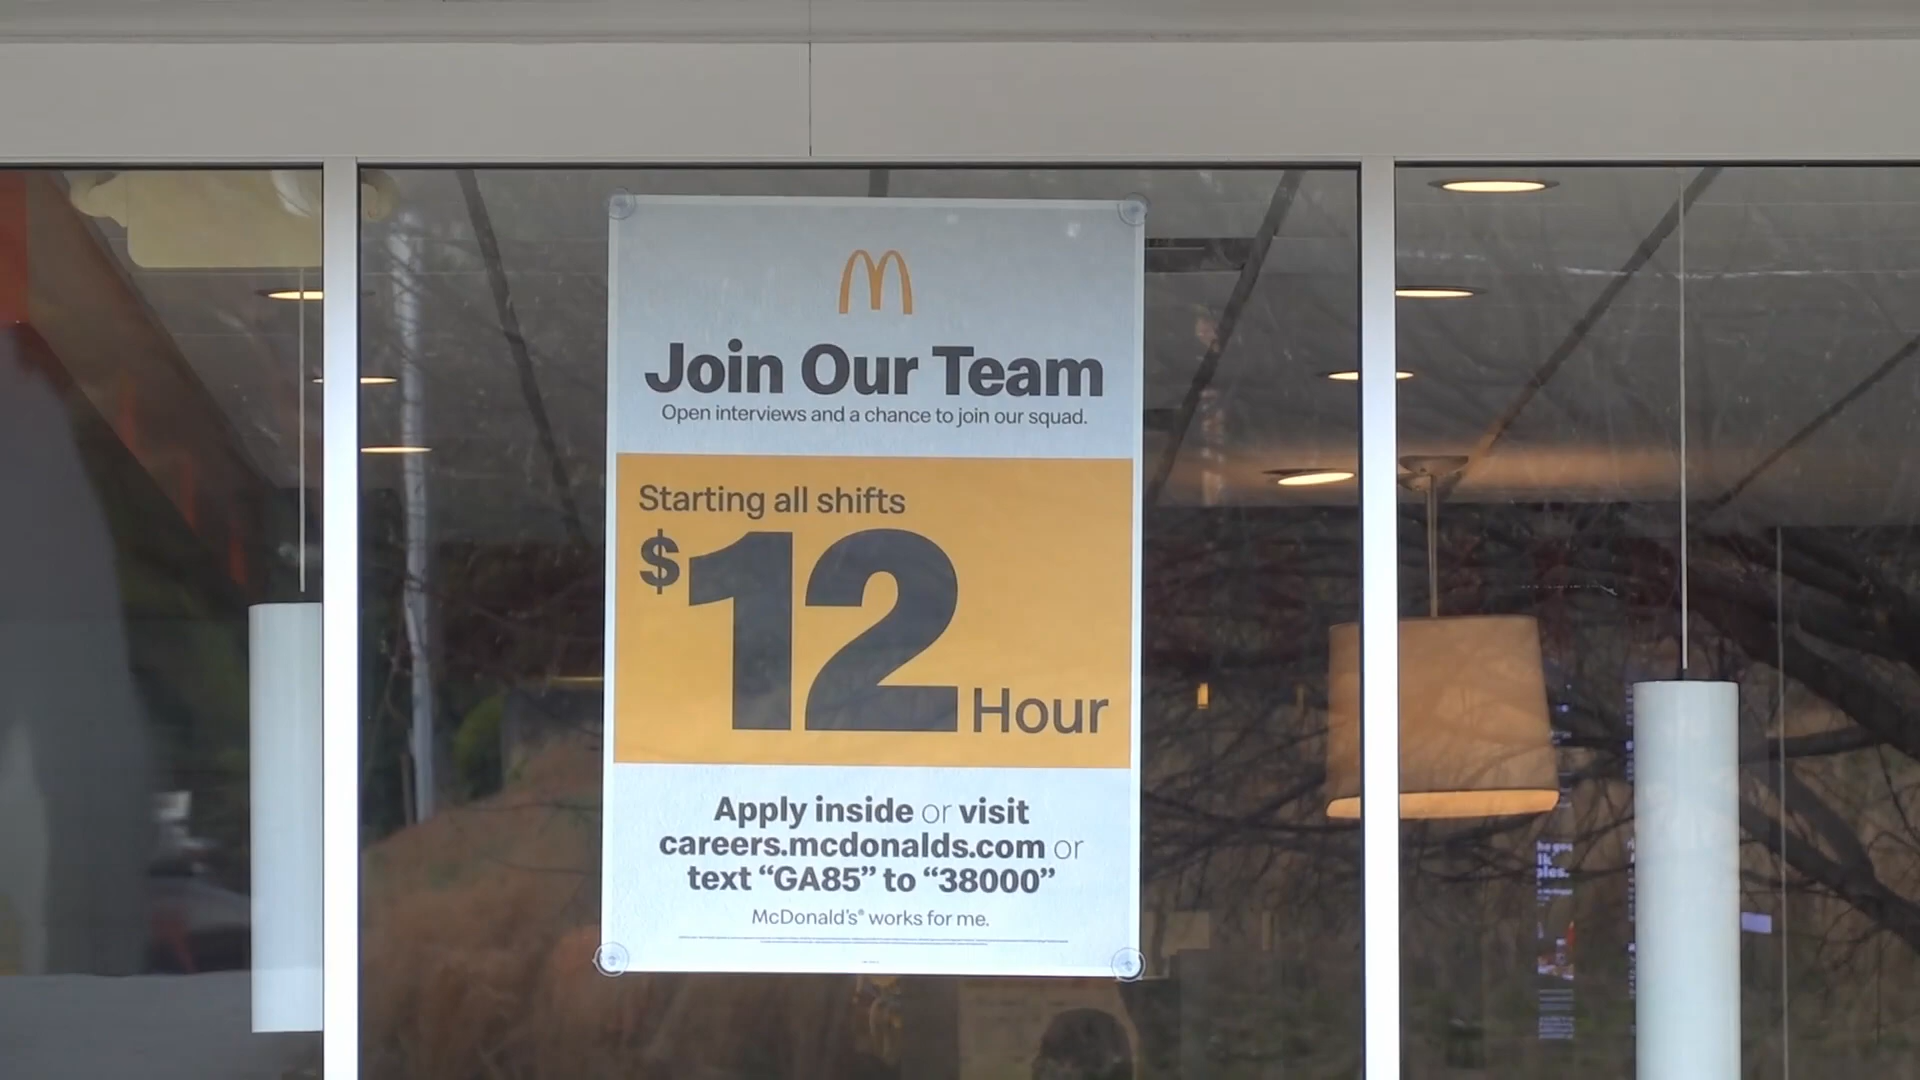 Join Our Team
Open interviews and a chance to join our squad.
Starting all shifts
$12 Hour
Apply inside or visit
careers.mcdonalds.com or
text “GA85” to “38000”
McDonald's® works for me.